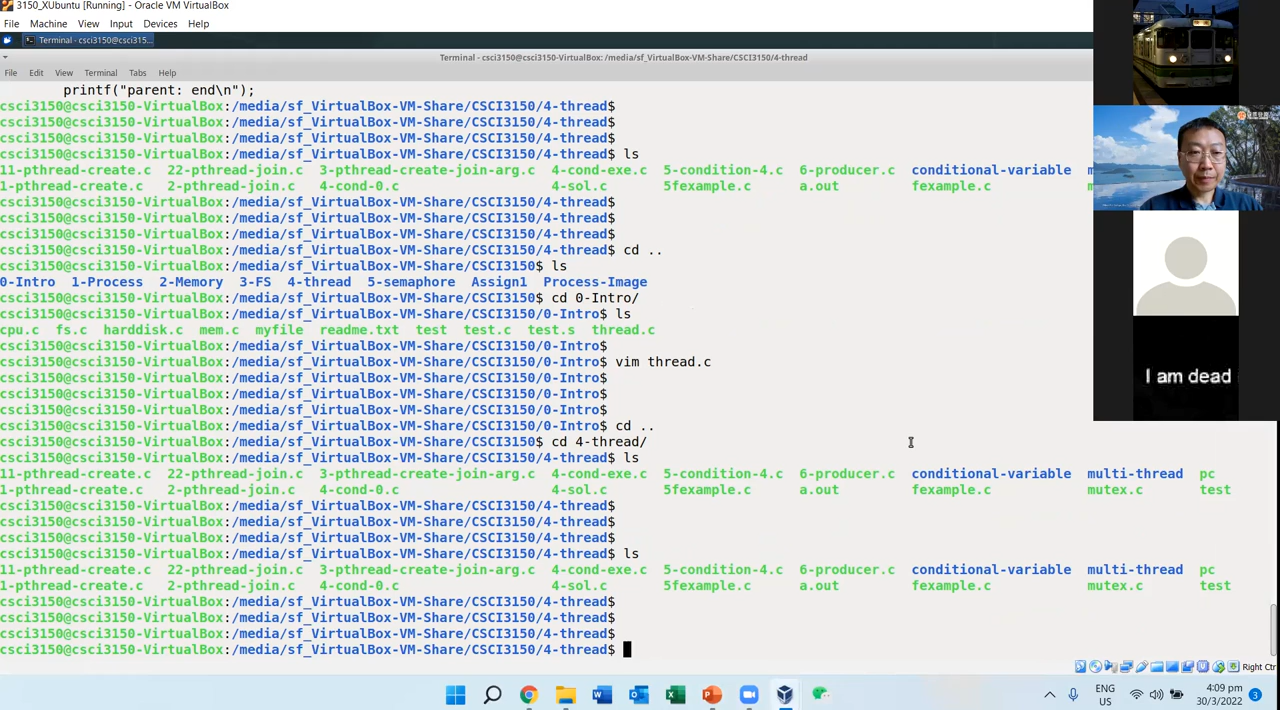 3150_XUbuntu [Running] - Oracle VM VirtualBox
File Machine View Input Devices Help
Terminal - csci3150@csci315...
Terminal - csci3150@csci3150-VirtualBox: /media/sf_VirtualBox-VM-Share/CSCI3150/4-thread
File Edit View Terminal Tabs Help
printf("parent: end\n");
csci3150@csci3150-VirtualBox:/media/sf_VirtualBox-VM-Share/CSCI3150/4-thread$
csci3150@csci3150-VirtualBox:/media/sf_VirtualBox-VM-Share/CSCI3150/4-thread$
csci3150@csci3150-VirtualBox:/media/sf_VirtualBox-VM-Share/CSCI3150/4-thread$
csci3150@csci3150-VirtualBox:/media/sf_VirtualBox-VM-Share/CSCI3150/4-thread$ ls
11-pthread-create.c 22-pthread-join.c 3-pthread-create-join-arg.c 4-cond-exe.c 5-condition-4.c 6-producer.c conditional-variable
1-pthread-create.c 2-pthread-join.c 4-cond-0.c 4-sol.c 5fexample.c a.out fexample.c
csci3150@csci3150-VirtualBox:/media/sf_VirtualBox-VM-Share/CSCI3150/4-thread$
csci3150@csci3150-VirtualBox:/media/sf_VirtualBox-VM-Share/CSCI3150/4-thread$
csci3150@csci3150-VirtualBox:/media/sf_VirtualBox-VM-Share/CSCI3150/4-thread$
csci3150@csci3150-VirtualBox:/media/sf_VirtualBox-VM-Share/CSCI3150/4-thread$ cd ..
csci3150@csci3150-VirtualBox:/media/sf_VirtualBox-VM-Share/CSCI3150$ ls
0-Intro 1-Process 2-Memory 3-FS 4-thread 5-semaphore Assign1 Process-Image
csci3150@csci3150-VirtualBox:/media/sf_VirtualBox-VM-Share/CSCI3150$ cd 0-Intro/
csci3150@csci3150-VirtualBox:/media/sf_VirtualBox-VM-Share/CSCI3150/0-Intro$ ls
cpu.c fs.c harddisk.c mem.c myfile readme.txt test test.c test.s thread.c
csci3150@csci3150-VirtualBox:/media/sf_VirtualBox-VM-Share/CSCI3150/0-Intro$
csci3150@csci3150-VirtualBox:/media/sf_VirtualBox-VM-Share/CSCI3150/0-Intro$ vim thread.c
csci3150@csci3150-VirtualBox:/media/sf_VirtualBox-VM-Share/CSCI3150/0-Intro$
csci3150@csci3150-VirtualBox:/media/sf_VirtualBox-VM-Share/CSCI3150/0-Intro$
csci3150@csci3150-VirtualBox:/media/sf_VirtualBox-VM-Share/CSCI3150/0-Intro$
csci3150@csci3150-VirtualBox:/media/sf_VirtualBox-VM-Share/CSCI3150/0-Intro$ cd ..
csci3150@csci3150-VirtualBox:/media/sf_VirtualBox-VM-Share/CSCI3150$ cd 4-thread/
csci3150@csci3150-VirtualBox:/media/sf_VirtualBox-VM-Share/CSCI3150/4-thread$ ls
11-pthread-create.c 22-pthread-join.c 3-pthread-create-join-arg.c 4-cond-exe.c 5-condition-4.c 6-producer.c conditional-variable multi-thread pc
1-pthread-create.c 2-pthread-join.c 4-cond-0.c 4-sol.c 5fexample.c a.out fexample.c mutex.c test
csci3150@csci3150-VirtualBox:/media/sf_VirtualBox-VM-Share/CSCI3150/4-thread$
csci3150@csci3150-VirtualBox:/media/sf_VirtualBox-VM-Share/CSCI3150/4-thread$
csci3150@csci3150-VirtualBox:/media/sf_VirtualBox-VM-Share/CSCI3150/4-thread$
csci3150@csci3150-VirtualBox:/media/sf_VirtualBox-VM-Share/CSCI3150/4-thread$ ls
11-pthread-create.c 22-pthread-join.c 3-pthread-create-join-arg.c 4-cond-exe.c 5-condition-4.c 6-producer.c conditional-variable multi-thread pc
1-pthread-create.c 2-pthread-join.c 4-cond-0.c 4-sol.c 5fexample.c a.out fexample.c mutex.c test
csci3150@csci3150-VirtualBox:/media/sf_VirtualBox-VM-Share/CSCI3150/4-thread$
csci3150@csci3150-VirtualBox:/media/sf_VirtualBox-VM-Share/CSCI3150/4-thread$
csci3150@csci3150-VirtualBox:/media/sf_VirtualBox-VM-Share/CSCI3150/4-thread$
csci3150@csci3150-VirtualBox:/media/sf_VirtualBox-VM-Share/CSCI3150/4-thread$
I am dead
Right Ctr
ENG
US
4:09 pm
30/3/2022
3